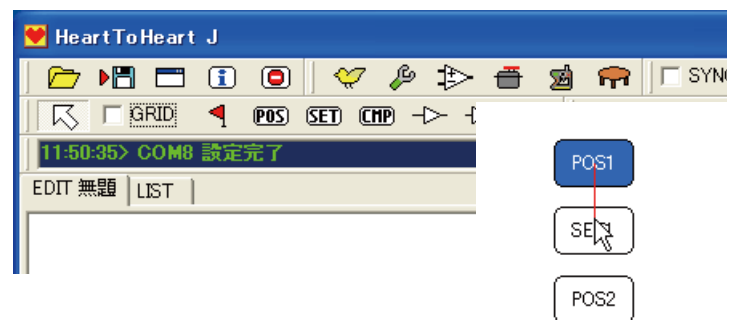 HeartToHeart J
SYN
GRID
POS SET CMP
11:50:35> COM8 設定完了
EDIT 無題 LIST
POS1
POS2